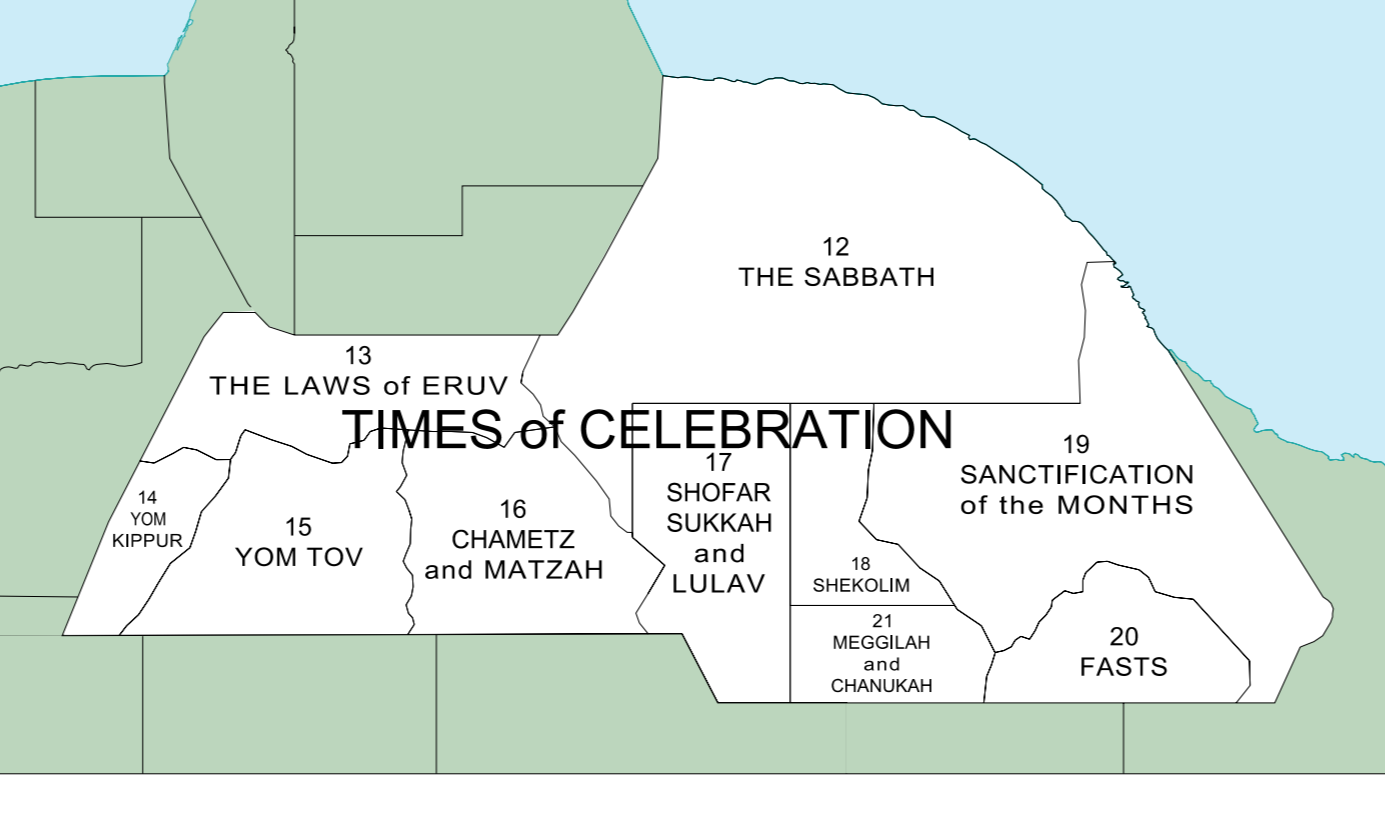 12
THE SABBATH
13
THE LAWS of ERUV
TIMES of CELEBRATION
14
YOM
KIPPUR
15
YOM TOV
16
CHAMETZ
and MATZAH
17
SHOFAR
SUKKAH
and
LULAV
18
SHEKOLIM
19
SANCTIFICATION
of the MONTHS
20
FASTS
21
MEGGILAH
and
CHANUKAH